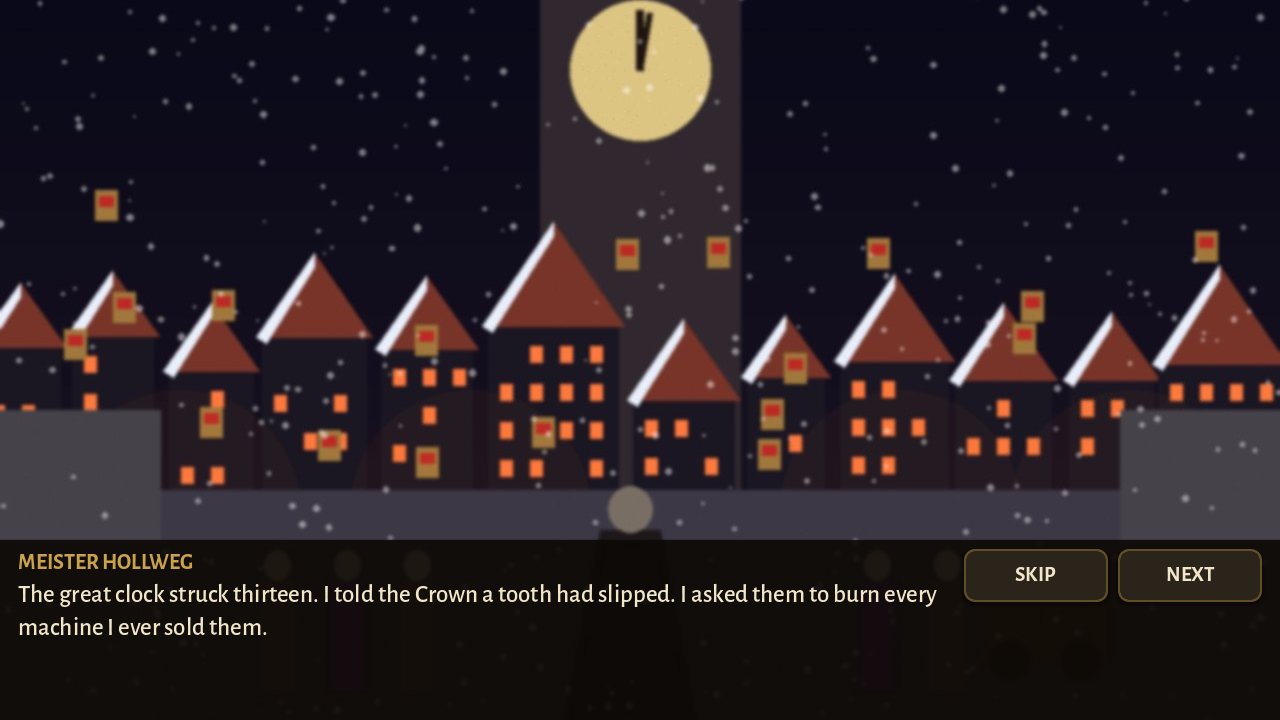 MEISTER HOLLWEG
The great clock struck thirteen. I told the Crown a tooth had slipped. I asked them to burn every
machine I ever sold them.
SKIP
NEXT